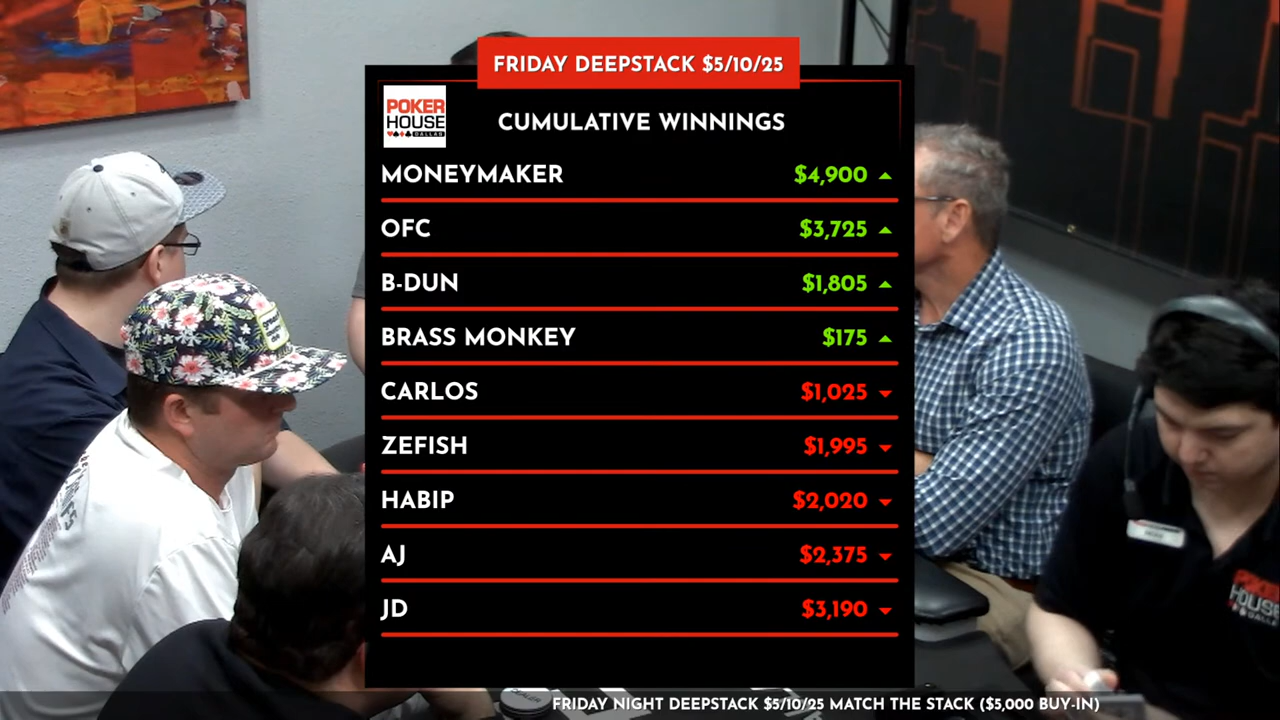 FRIDAY DEEPSTACK $5/10/25
POKER
HOUSE
DALLAS
CUMULATIVE WINNINGS
MONEYMAKER $4,900
OFC $3,725
B-DUN $1,805
BRASS MONKEY $175
CARLOS $1,025
ZEFISH $1,995
HABIP $2,020
AJ $2,375
JD $3,190
POKER
HOUSE
FRIDAY NIGHT DEEPSTACK $5/10/25 MATCH THE STACK ($5,000 BUY-IN)